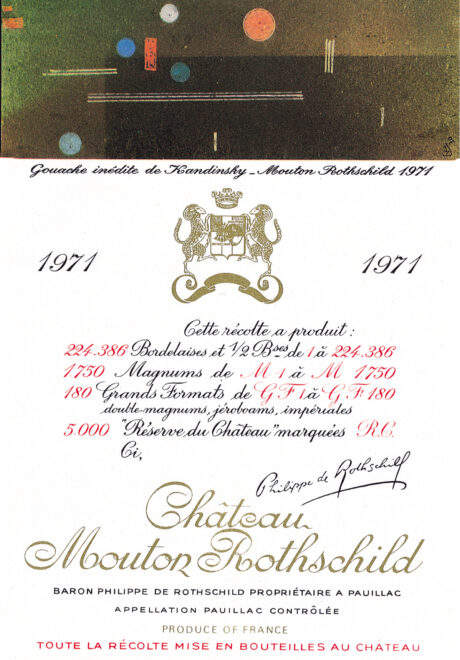 Gouache inédite de Kandinsky - Mouton Rothschild 1971
1971 1971
Cette récolte a produit :
224.386 Bordelaises et 1/2 Bses de 1 à 224.386
1750 Magnums de M 1 à M 1750
180 Grands Formats de G F 1 à G F 180
double-magnums, jéroboams, impériales
5.000 "Réserve du Château" marquées R.C.
Ci,
Philippe de Rothschild
Château
Mouton Rothschild
BARON PHILIPPE DE ROTHSCHILD PROPRIÉTAIRE A PAUILLAC
APPELLATION PAUILLAC CONTRÔLÉE
PRODUCE OF FRANCE
TOUTE LA RÉCOLTE MISE EN BOUTEILLES AU CHÂTEAU